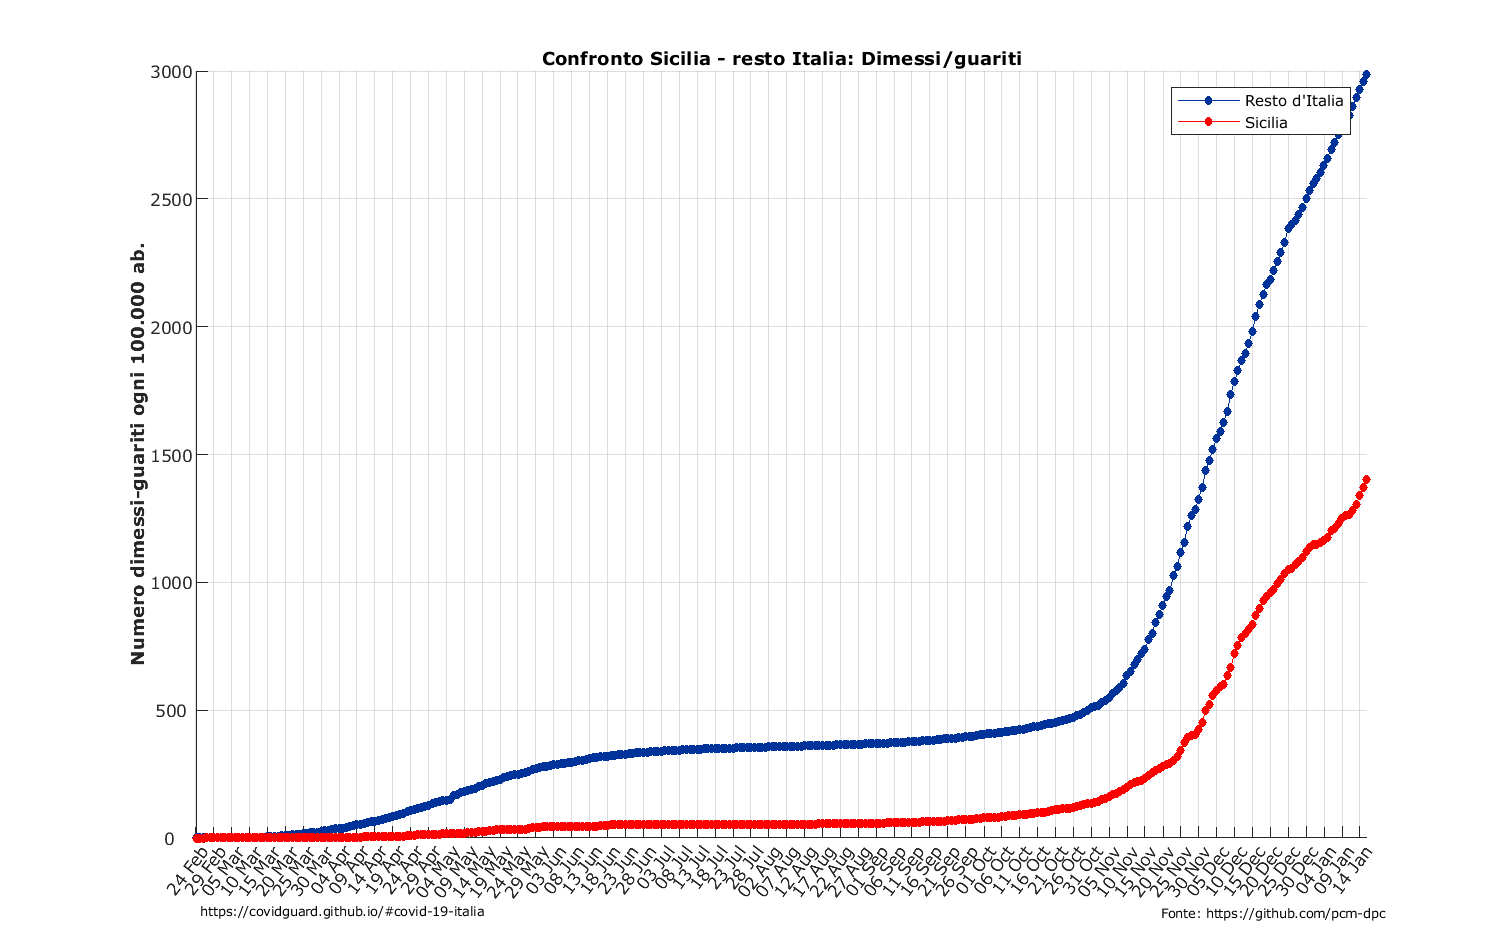 Confronto Sicilia - resto Italia: Dimessi/guariti
Numero dimessi-guariti ogni 100.000 ab.
3000
2500
2000
1500
1000
500
0
Resto d'Italia
Sicilia
24 Feb
29 Feb
05 Mar
10 Mar
15 Mar
20 Mar
25 Mar
30 Mar
04 Apr
09 Apr
14 Apr
19 Apr
24 Apr
29 Apr
04 May
09 May
14 May
19 May
24 May
29 May
03 Jun
08 Jun
13 Jun
18 Jun
23 Jun
28 Jun
03 Jul
08 Jul
13 Jul
18 Jul
23 Jul
28 Jul
02 Aug
07 Aug
12 Aug
17 Aug
22 Aug
27 Aug
01 Sep
06 Sep
11 Sep
16 Sep
21 Sep
26 Sep
01 Oct
06 Oct
11 Oct
16 Oct
21 Oct
26 Oct
31 Oct
05 Nov
10 Nov
15 Nov
20 Nov
25 Nov
30 Nov
05 Dec
10 Dec
15 Dec
20 Dec
25 Dec
30 Dec
04 Jan
09 Jan
14 Jan
https://covidguard.github.io/#covid-19-italia
Fonte: https://github.com/pcm-dpc